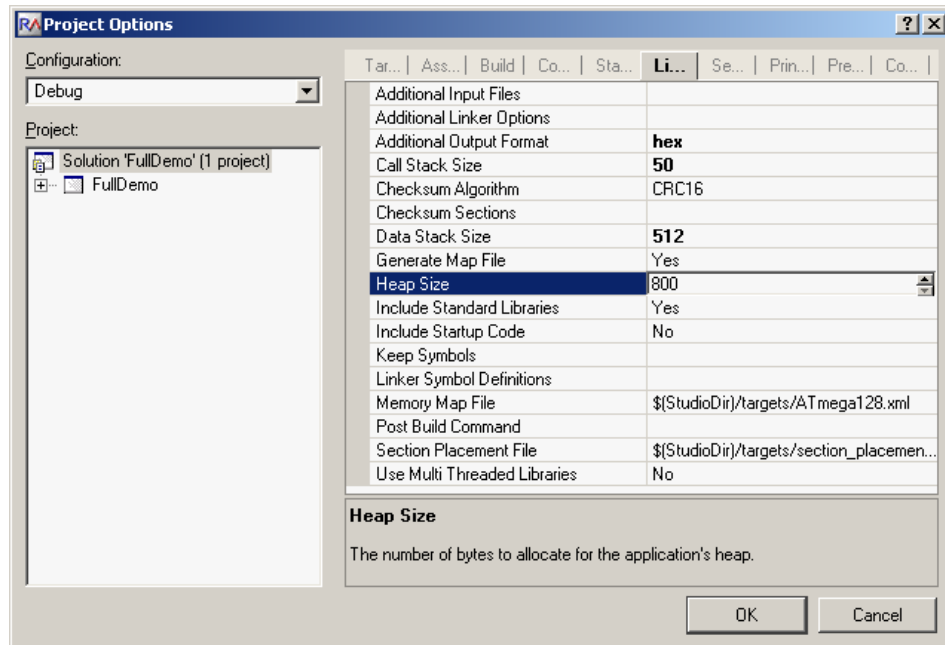 RA Project Options
Configuration:
Debug
Project:
Solution 'FullDemo' (1 project)
FullDemo
Tar... | Ass... | Build | Co... | Sta... Li... Se... | Prin... | Pre... | Co... |
Additional Input Files
Additional Linker Options
Additional Output Format hex
Call Stack Size 50
Checksum Algorithm CRC16
Checksum Sections
Data Stack Size 512
Generate Map File Yes
Heap Size 800
Include Standard Libraries Yes
Include Startup Code No
Keep Symbols
Linker Symbol Definitions
Memory Map File $(StudioDir)/targets/ATmega128.xml
Post Build Command
Section Placement File $(StudioDir)/targets/section_placemen...
Use Multi Threaded Libraries No
Heap Size
The number of bytes to allocate for the application's heap.
OK Cancel